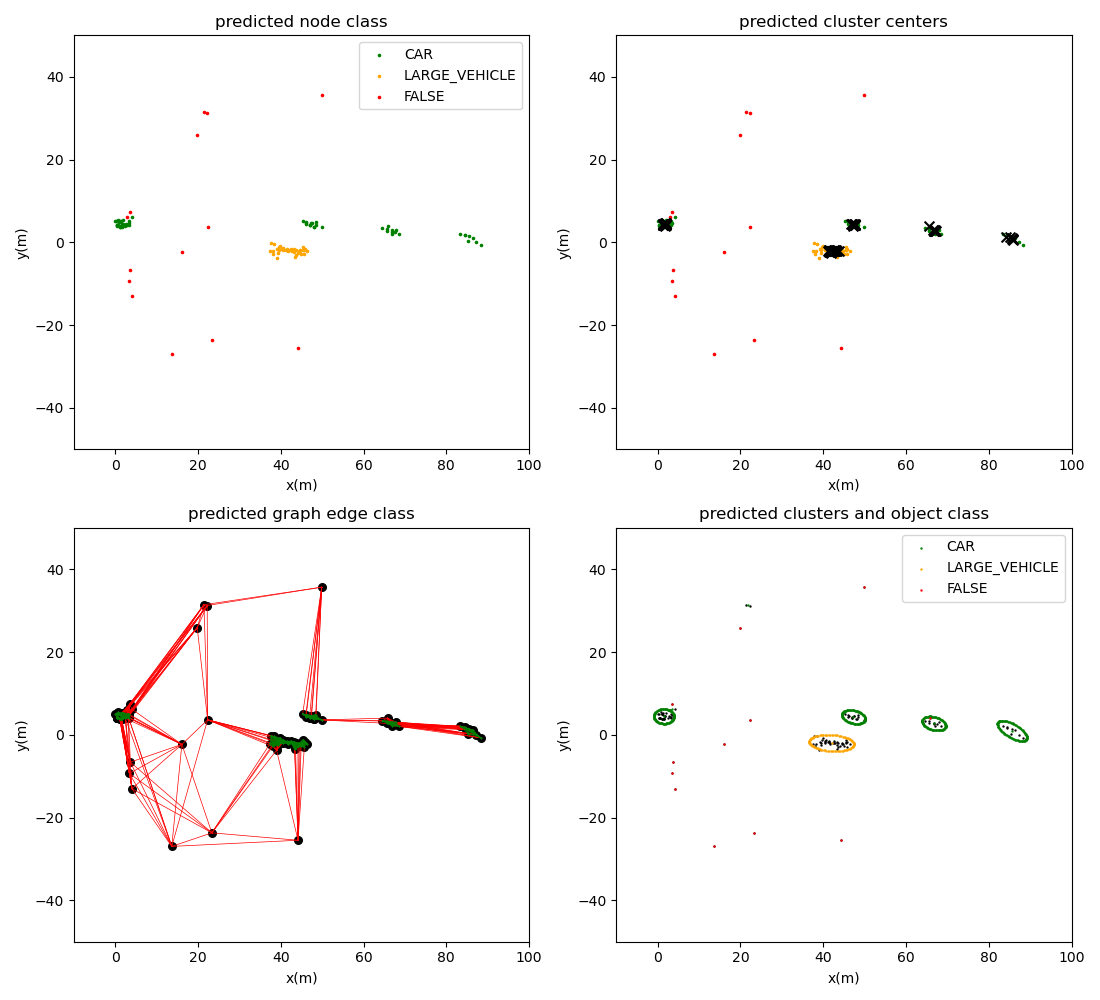 predicted node class
CAR
LARGE_VEHICLE
FALSE
40
20
0
−20
−40
y(m)
0 20 40 60 80 100
x(m)
predicted cluster centers
40
20
0
−20
−40
y(m)
0 20 40 60 80 100
x(m)
predicted graph edge class
40
20
0
−20
−40
y(m)
0 20 40 60 80 100
x(m)
predicted clusters and object class
CAR
LARGE_VEHICLE
FALSE
40
20
0
−20
−40
y(m)
0 20 40 60 80 100
x(m)